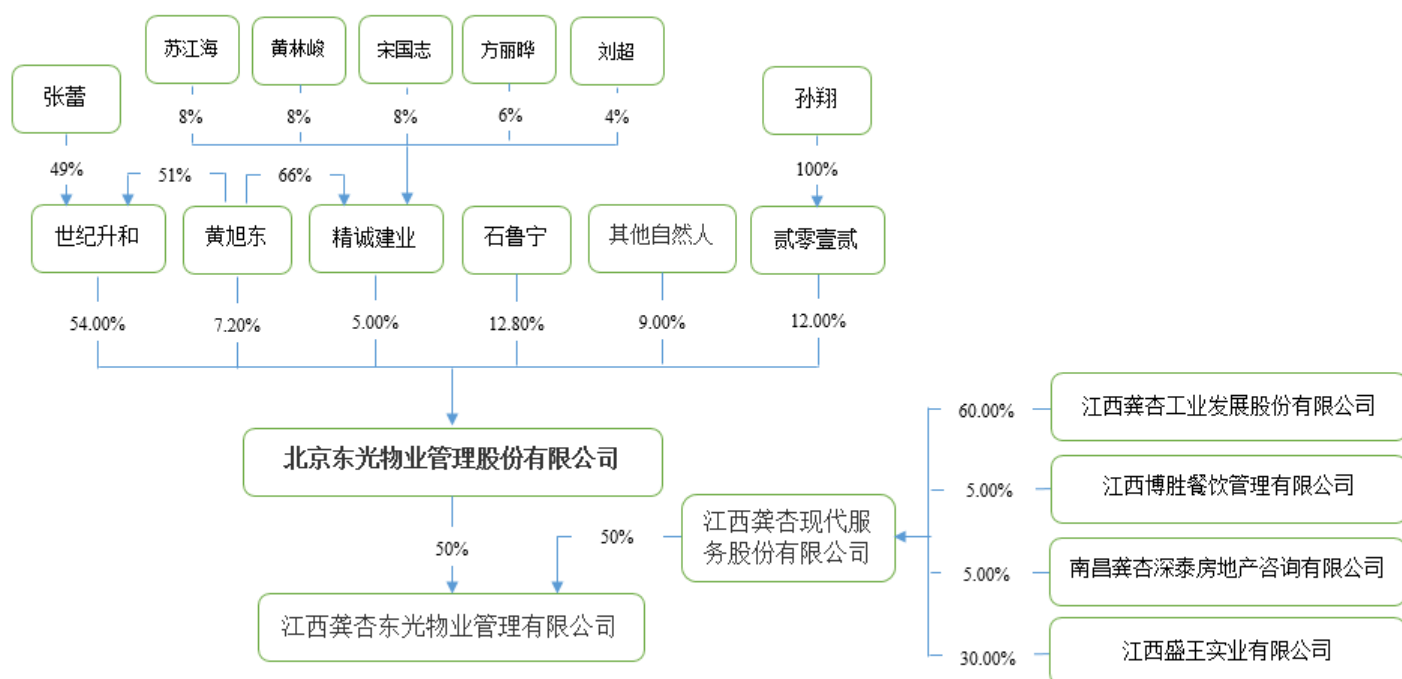 苏江海
黄林峻
宋国志
方丽晔
刘超
张蕾
孙翔
8%
8%
8%
6%
4%
49%
51%
66%
100%
世纪升和
黄旭东
精诚建业
石鲁宁
其他自然人
贰零壹贰
54.00%
7.20%
5.00%
12.80%
9.00%
12.00%
60.00%
江西龚杏工业发展股份有限公司
北京东光物业管理股份有限公司
5.00%
江西博胜餐饮管理有限公司
江西龚杏现代服
务股份有限公司
50%
50%
5.00%
南昌龚杏深泰房地产咨询有限公司
江西龚杏东光物业管理有限公司
30.00%
江西盛王实业有限公司